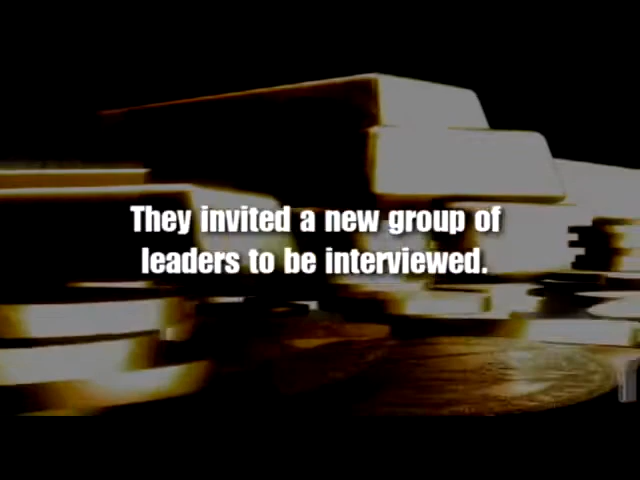 They invited a new group of
leaders to be interviewed.